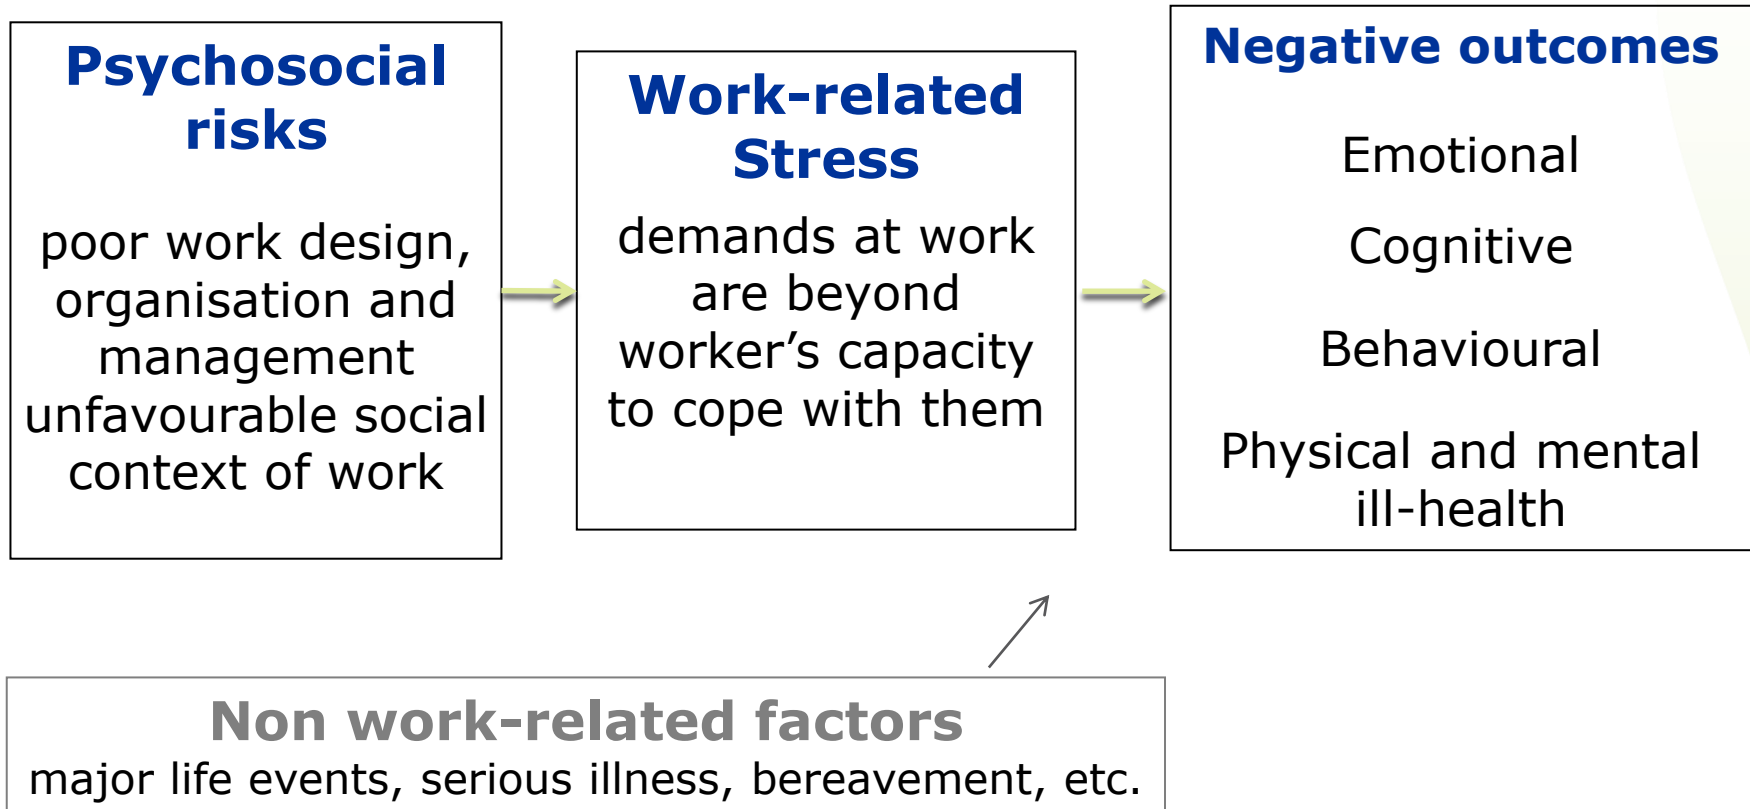 Psychosocial
risks
poor work design,
organisation and
management
unfavourable social
context of work
Work-related
Stress
demands at work
are beyond
worker’s capacity
to cope with them
Negative outcomes
Emotional
Cognitive
Behavioural
Physical and mental
ill-health
Non work-related factors
major life events, serious illness, bereavement, etc.